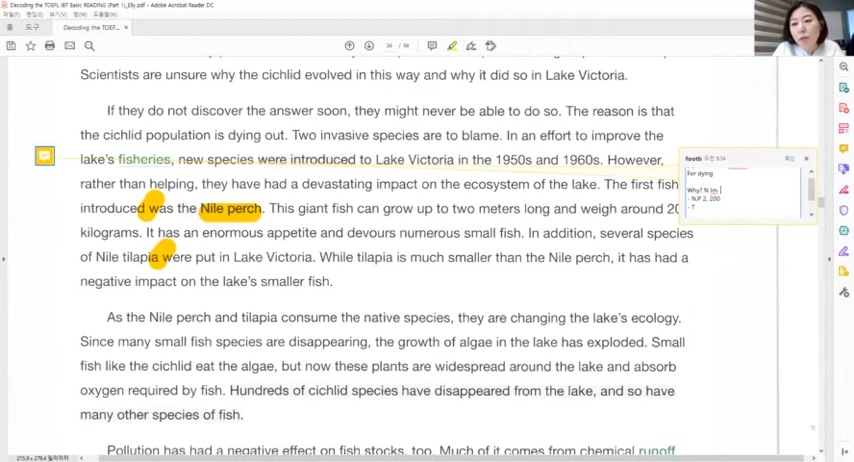 Decoding the TOEFL iBT Basic READING (Part 1)_Elly.pdf - Adobe Acrobat Reader DC
홈 도구 Decoding the TOEF... ×
Scientists are unsure why the cichlid evolved in this way and why it did so in Lake Victoria.
If they do not discover the answer soon, they might never be able to do so. The reason is that
the cichlid population is dying out. Two invasive species are to blame. In an effort to improve the
lake's fisheries, new species were introduced to Lake Victoria in the 1950s and 1960s. However,
rather than helping, they have had a devastating impact on the ecosystem of the lake. The first fish
introduced was the Nile perch. This giant fish can grow up to two meters long and weigh around 20
kilograms. It has an enormous appetite and devours numerous small fish. In addition, several species
of Nile tilapia were put in Lake Victoria. While tilapia is much smaller than the Nile perch, it has had a
negative impact on the lake's smaller fish.
As the Nile perch and tilapia consume the native species, they are changing the lake's ecology.
Since many small fish species are disappearing, the growth of algae in the lake has exploded. Small
fish like the cichlid eat the algae, but now these plants are widespread around the lake and absorb
oxygen required by fish. Hundreds of cichlid species have disappeared from the lake, and so have
many other species of fish.
Pollution has had a negative effect on fish stocks, too. Much of it comes from chemical runoff
footb
For dying
Why? N im.
- N.P 2, 200
- T